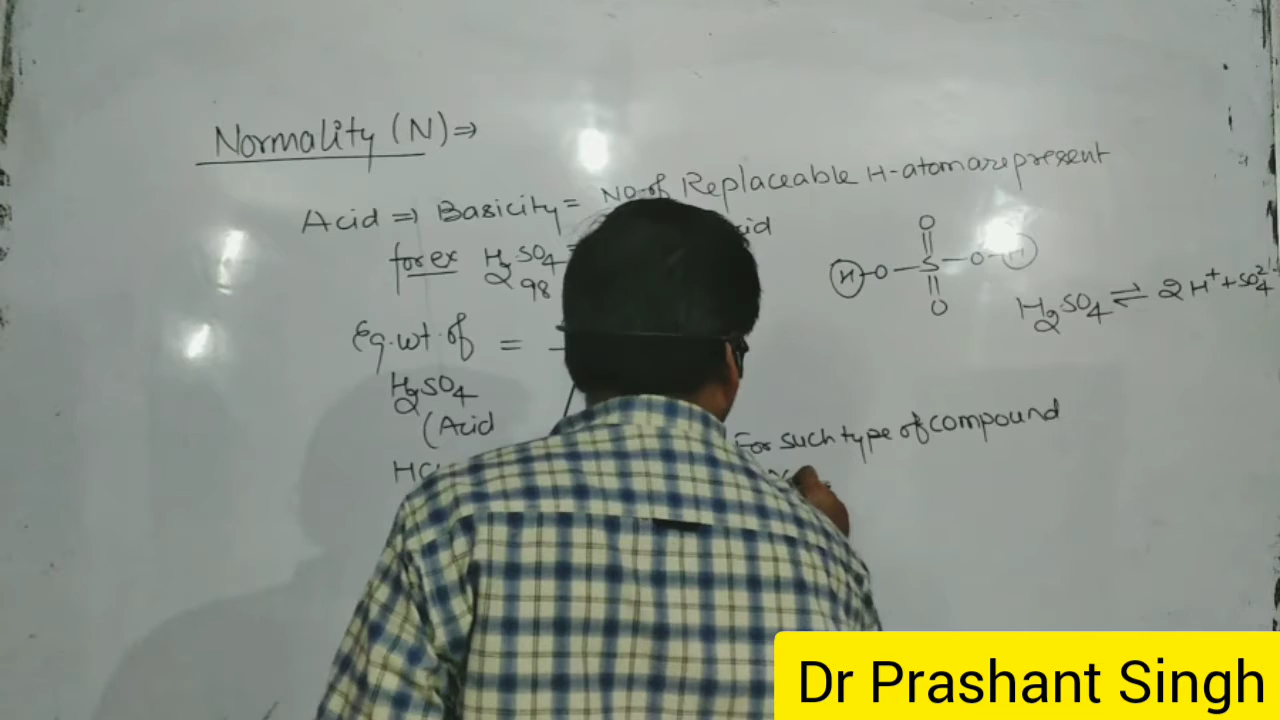 Normality (N) ⇒
Acid ⇒ Basicity = No of Replaceable H-atom are present
for ex H2SO4 =
98
Eq. wt. of =
H2SO4
(Acid
O
H-O-S-O-H
O
H2SO4 ⇌ 2H+ + SO4 2-
For such type of compound
Dr Prashant Singh